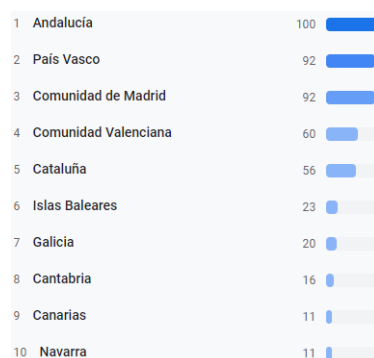 1 Andalucía 100
2 País Vasco 92
3 Comunidad de Madrid 92
4 Comunidad Valenciana 60
5 Cataluña 56
6 Islas Baleares 23
7 Galicia 20
8 Cantabria 16
9 Canarias 11
10 Navarra 11